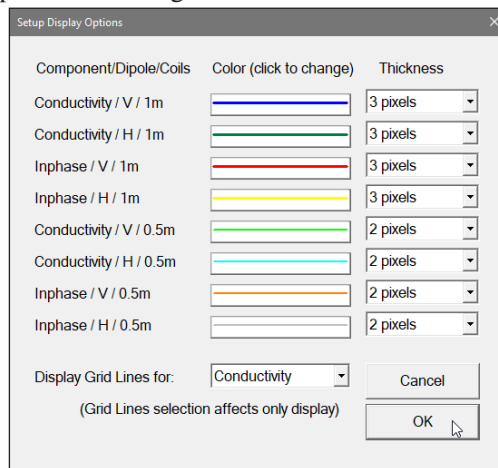 Setup Display Options
Component/Dipole/Coils Color (click to change) Thickness
Conductivity / V / 1m 3 pixels
Conductivity / H / 1m 3 pixels
Inphase / V / 1m 3 pixels
Inphase / H / 1m 3 pixels
Conductivity / V / 0.5m 2 pixels
Conductivity / H / 0.5m 2 pixels
Inphase / V / 0.5m 2 pixels
Inphase / H / 0.5m 2 pixels
Display Grid Lines for: Conductivity Cancel
(Grid Lines selection affects only display)
OK